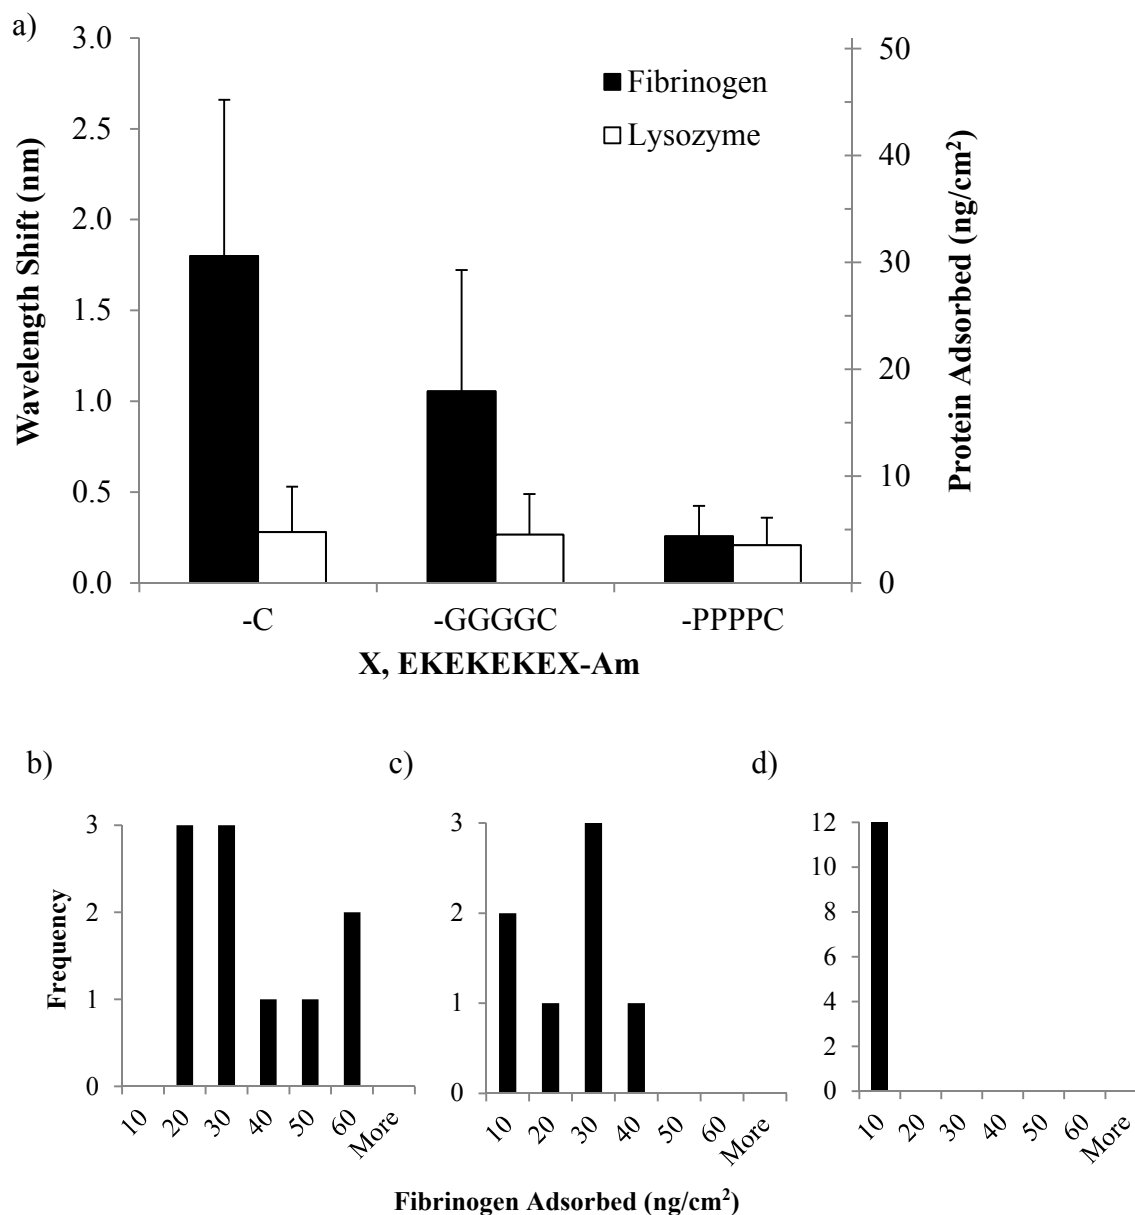 a)
3.0
2.5
2.0
1.5
1.0
0.5
0.0
Wavelength Shift (nm)
Fibrinogen
Lysozyme
50
40
30
20
10
0
Protein Adsorbed (ng/cm²)
-C -GGGGC -PPPPC
X, EKEKEKEX-Am
b)
3
2
1
0
Frequency
10 20 30 40 50 60 More
c)
3
2
1
0
10 20 30 40 50 60 More
d)
12
10
8
6
4
2
0
10 20 30 40 50 60 More
Fibrinogen Adsorbed (ng/cm²)